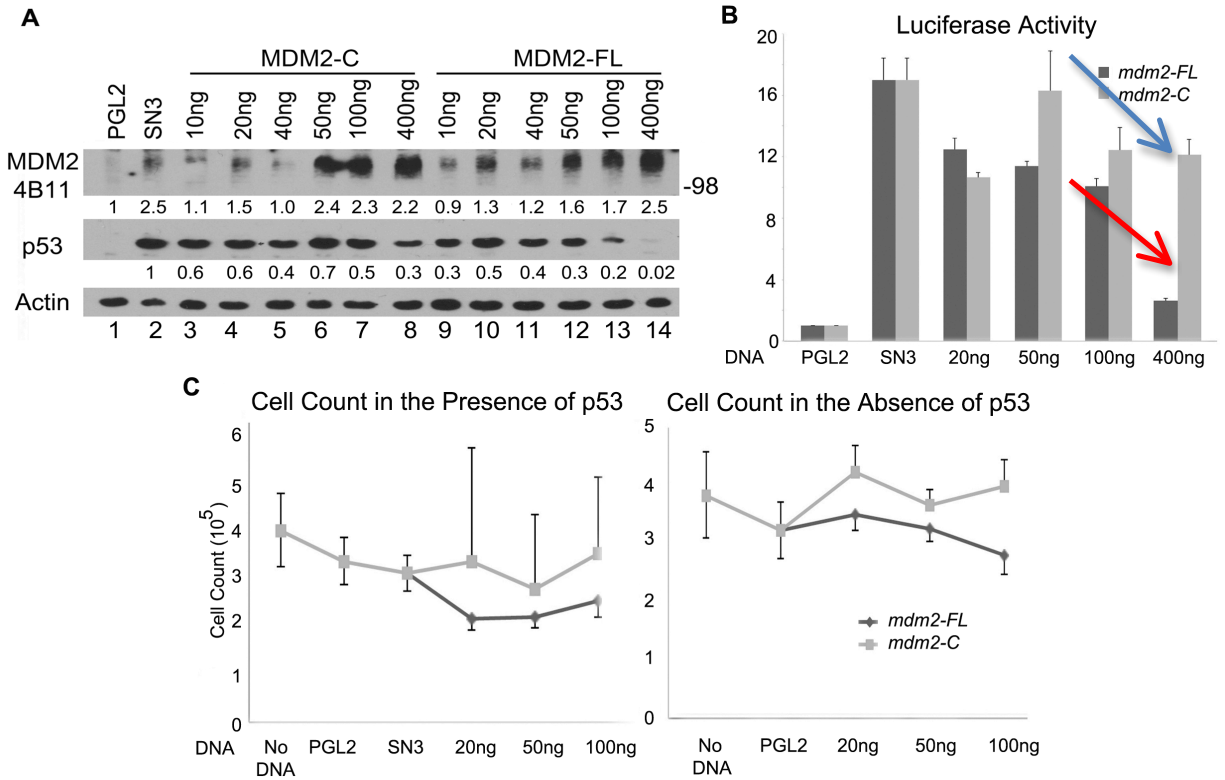 A
MDM2-C MDM2-FL
PGL2 SN3 10ng 20ng 40ng 50ng 100ng 400ng 10ng 20ng 40ng 50ng 100ng 400ng
MDM2
4B11
-98
1 2.5 1.1 1.5 1.0 2.4 2.3 2.2 0.9 1.3 1.2 1.6 1.7 2.5
p53
1 0.6 0.6 0.4 0.7 0.5 0.3 0.3 0.5 0.4 0.3 0.2 0.02
Actin
1 2 3 4 5 6 7 8 9 10 11 12 13 14
B
Luciferase Activity
20
16
12
8
4
0
mdm2-FL
mdm2-C
DNA PGL2 SN3 20ng 50ng 100ng 400ng
C
Cell Count in the Presence of p53
Cell Count (10⁵)
6
5
4
3
2
1
0
DNA No DNA PGL2 SN3 20ng 50ng 100ng
Cell Count in the Absence of p53
5
4
3
2
1
0
mdm2-FL
mdm2-C
No DNA PGL2 20ng 50ng 100ng